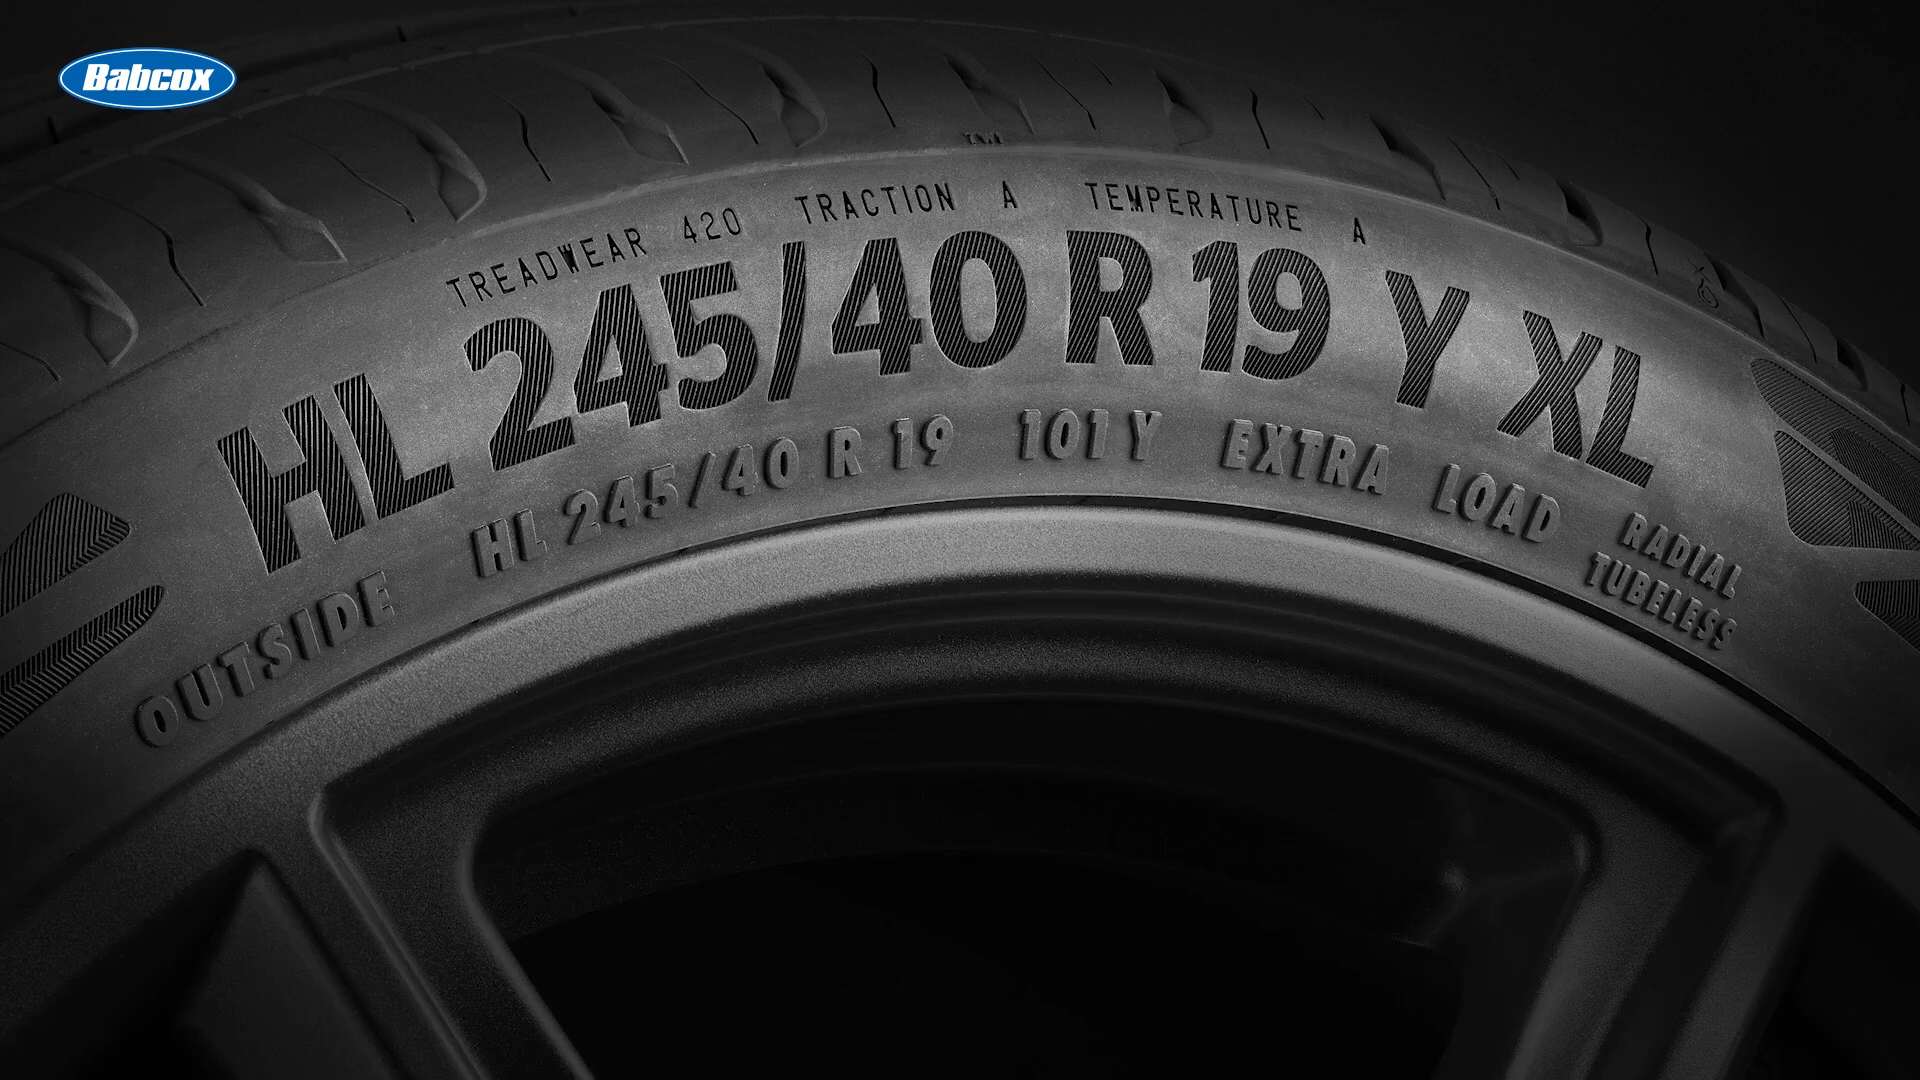 Babcox
TREADWEAR 420 TRACTION A TEMPERATURE A
HL 245/40 R 19 Y XL
HL 245/40 R 19 101 Y EXTRA LOAD
RADIAL
TUBELESS
OUTSIDE